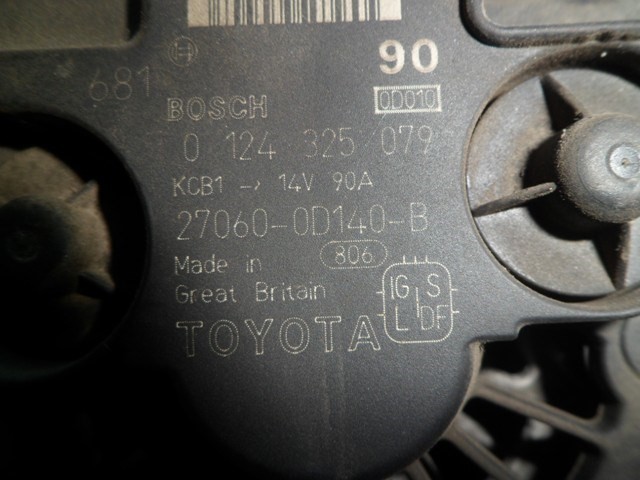 90
681
BOSCH 0D010
0 124 325 079
KCB1 → 14V 90A
27060-0D140-B
Made in 806
Great Britain
IG S
L DF
TOYOTA